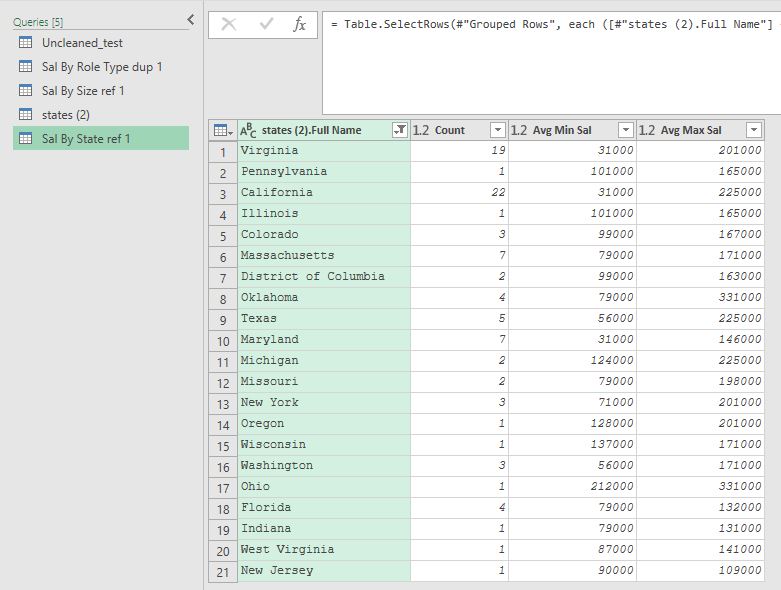 Queries [5]
Uncleaned_test
Sal By Role Type dup 1
Sal By Size ref 1
states (2)
Sal By State ref 1
fx
= Table.SelectRows(#"Grouped Rows", each ([#"states (2).Full Name"]
ABC states (2).Full Name 1.2 Count 1.2 Avg Min Sal 1.2 Avg Max Sal
1 Virginia 19 31000 201000
2 Pennsylvania 1 101000 165000
3 California 22 31000 225000
4 Illinois 1 101000 165000
5 Colorado 3 99000 167000
6 Massachusetts 7 79000 171000
7 District of Columbia 2 99000 163000
8 Oklahoma 4 79000 331000
9 Texas 5 56000 225000
10 Maryland 7 31000 146000
11 Michigan 2 124000 225000
12 Missouri 2 79000 198000
13 New York 3 71000 201000
14 Oregon 1 128000 201000
15 Wisconsin 1 137000 171000
16 Washington 3 56000 171000
17 Ohio 1 212000 331000
18 Florida 4 79000 132000
19 Indiana 1 79000 131000
20 West Virginia 1 87000 141000
21 New Jersey 1 90000 109000